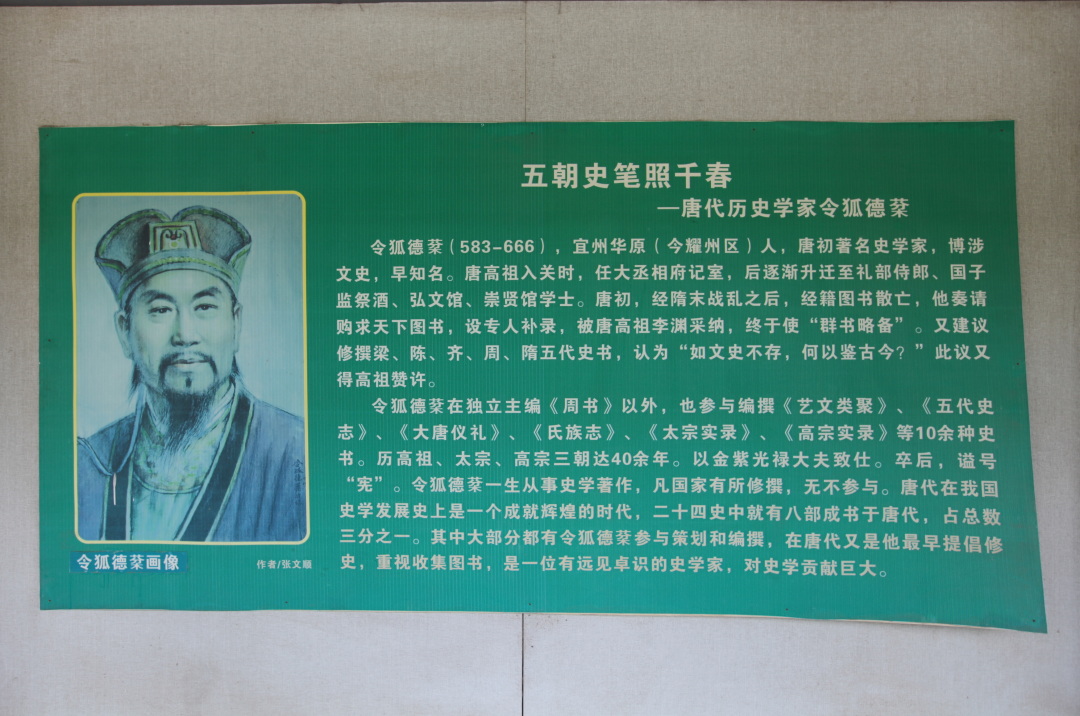 五朝史笔照千春
—唐代历史学家令狐德棻
令狐德棻(583-666),宜州华原(今耀州区)人,唐初著名史学家,博涉
文史,早知名。唐高祖入关时,任大丞相府记室,后逐渐升迁至礼部侍郎、国子
监祭酒、弘文馆、崇贤馆学士。唐初,经隋末战乱之后,经籍图书散亡,他奏请
购求天下图书,设专人补录,被唐高祖李渊采纳,终于使“群书略备”。又建议
修撰梁、陈、齐、周、隋五代史书,认为“如文史不存,何以鉴古今?”此议又
得高祖赞许。
令狐德棻在独立主编《周书》以外,也参与编撰《艺文类聚》、《五代史
志》、《大唐仪礼》、《氏族志》、《太宗实录》、《高宗实录》等10余种史
书。历高祖、太宗、高宗三朝达40余年。以金紫光禄大夫致仕。卒后,谥号
“宪”。令狐德棻一生从事史学著作,凡国家有所修撰,无不参与。唐代在我国
史学发展史上是一个成就辉煌的时代,二十四史中就有八部成书于唐代,占总数
三分之一。其中大部分都有令狐德棻参与策划和编撰,在唐代又是他最早提倡修
史,重视收集图书,是一位有远见卓识的史学家,对史学贡献巨大。
令狐德棻画像
作者/张文顺